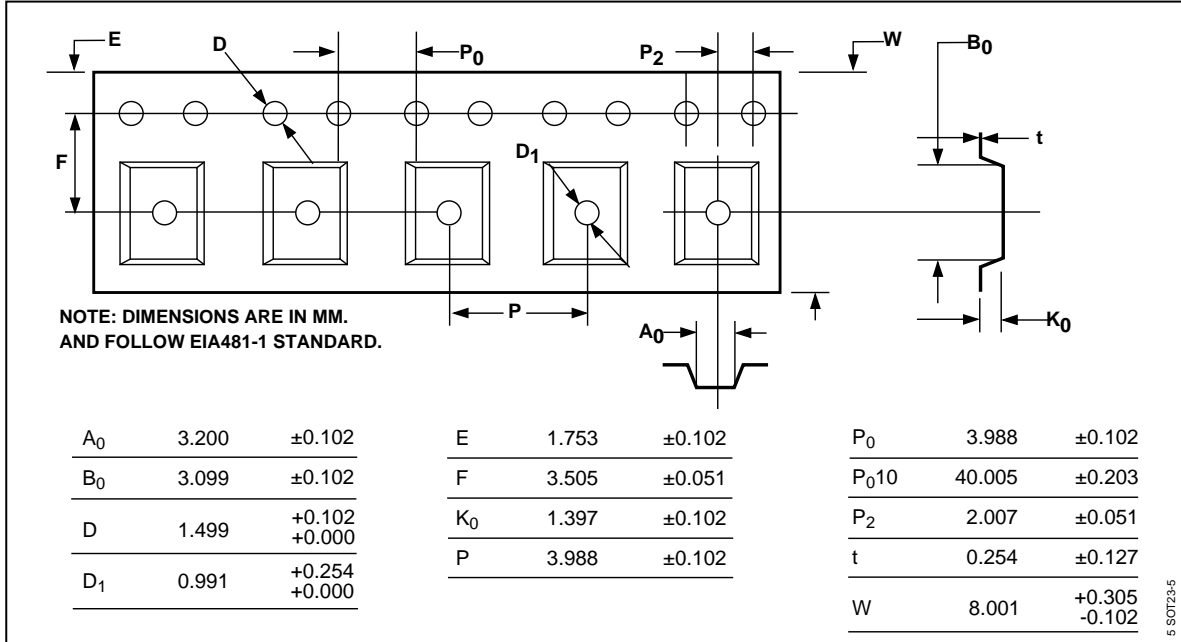 E
D
P0
P2
W
B0
F
D1
t
NOTE: DIMENSIONS ARE IN MM.
AND FOLLOW EIA481-1 STANDARD.
P
A0
K0
A0 3.200 ±0.102
B0 3.099 ±0.102
D 1.499 +0.102
+0.000
D1 0.991 +0.254
+0.000
E 1.753 ±0.102
F 3.505 ±0.051
K0 1.397 ±0.102
P 3.988 ±0.102
P0 3.988 ±0.102
P010 40.005 ±0.203
P2 2.007 ±0.051
t 0.254 ±0.127
W 8.001 +0.305
-0.102
5 SOT23-5